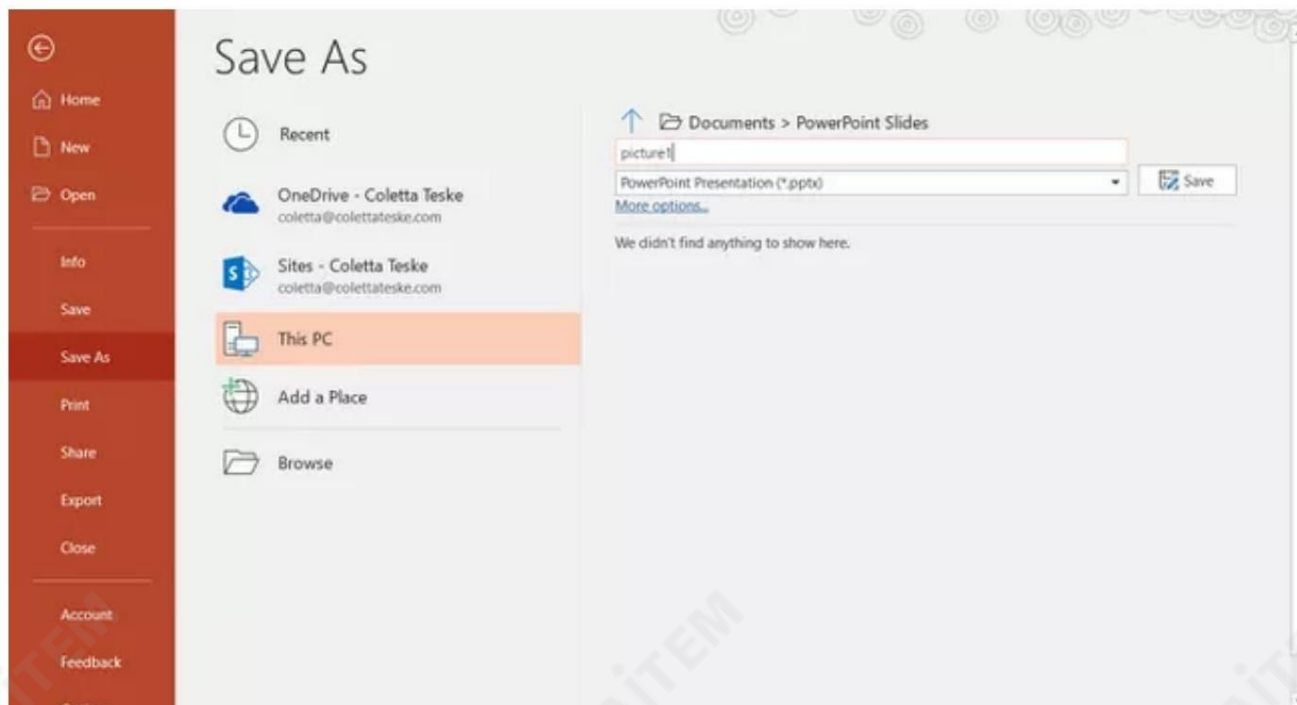 Save As
Home
New
Open
Info
Save
Save As
Print
Share
Export
Close
Account
Feedback
Recent
OneDrive - Coletta Teske
coletta@colettateske.com
Sites - Coletta Teske
coletta@colettateske.com
This PC
Add a Place
Browse
Documents > PowerPoint Slides
picture1
PowerPoint Presentation (*.pptx)
Save
More options...
We didn't find anything to show here.